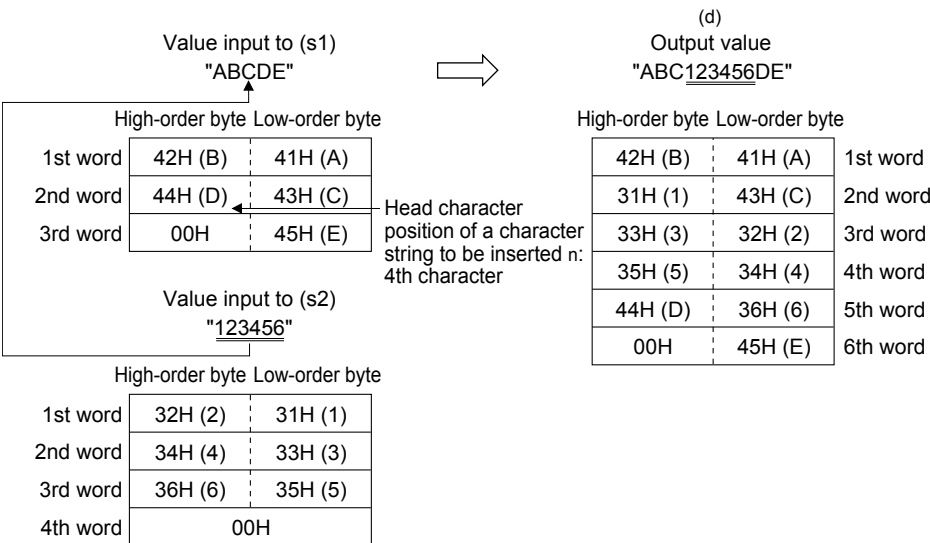 Value input to (s1)
"ABCDE"
High-order byte Low-order byte
1st word 42H (B) 41H (A)
2nd word 44H (D) 43H (C)
3rd word 00H 45H (E)
Head character
position of a character
string to be inserted n:
4th character
Value input to (s2)
"123456"
High-order byte Low-order byte
1st word 32H (2) 31H (1)
2nd word 34H (4) 33H (3)
3rd word 36H (6) 35H (5)
4th word 00H
(d)
Output value
"ABC123456DE"
High-order byte Low-order byte
42H (B) 41H (A) 1st word
31H (1) 43H (C) 2nd word
33H (3) 32H (2) 3rd word
35H (5) 34H (4) 4th word
44H (D) 36H (6) 5th word
00H 45H (E) 6th word